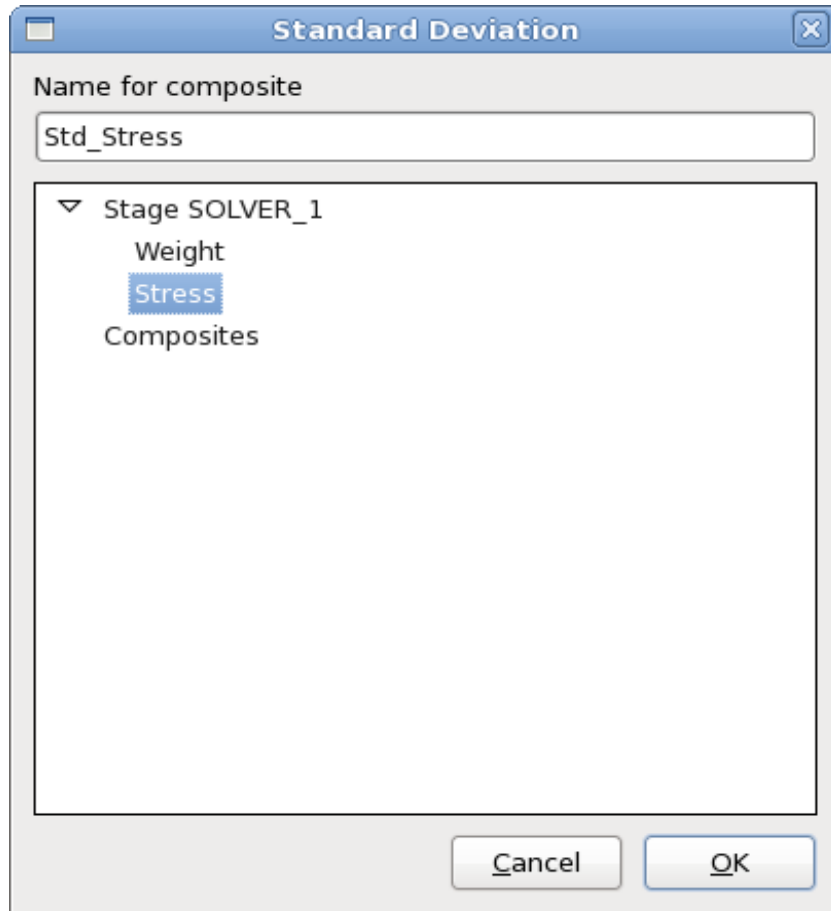 Standard Deviation
Name for composite
Std_Stress
Stage SOLVER_1
Weight
Stress
Composites
Cancel OK